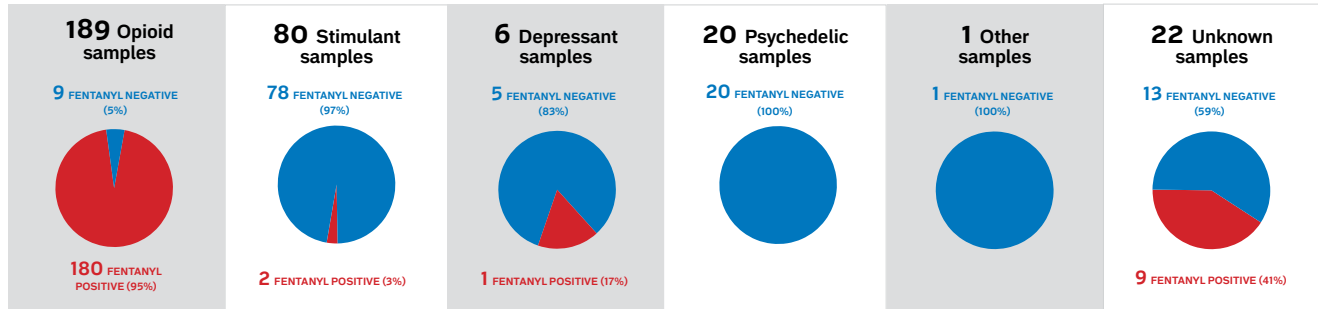 189 Opioid
samples
9 FENTANYL NEGATIVE
(5%)
180 FENTANYL
POSITIVE (95%)
80 Stimulant
samples
78 FENTANYL NEGATIVE
(97%)
2 FENTANYL POSITIVE (3%)
6 Depressant
samples
5 FENTANYL NEGATIVE
(83%)
1 FENTANYL POSITIVE (17%)
20 Psychedelic
samples
20 FENTANYL NEGATIVE
(100%)
1 Other
samples
1 FENTANYL NEGATIVE
(100%)
22 Unknown
samples
13 FENTANYL NEGATIVE
(59%)
9 FENTANYL POSITIVE (41%)